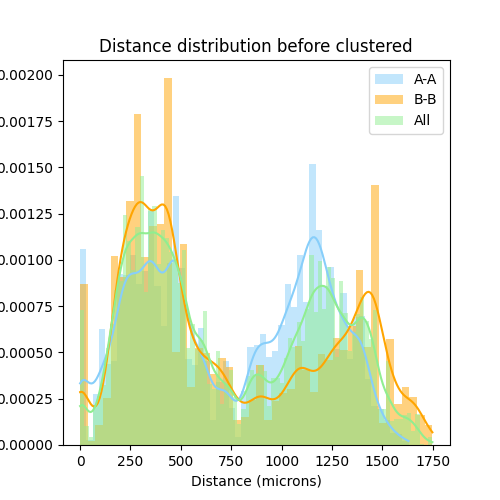 Distance distribution before clustered
A-A
B-B
All
0.00200
0.00175
0.00150
0.00125
0.00100
0.00075
0.00050
0.00025
0.00000
0 250 500 750 1000 1250 1500 1750
Distance (microns)